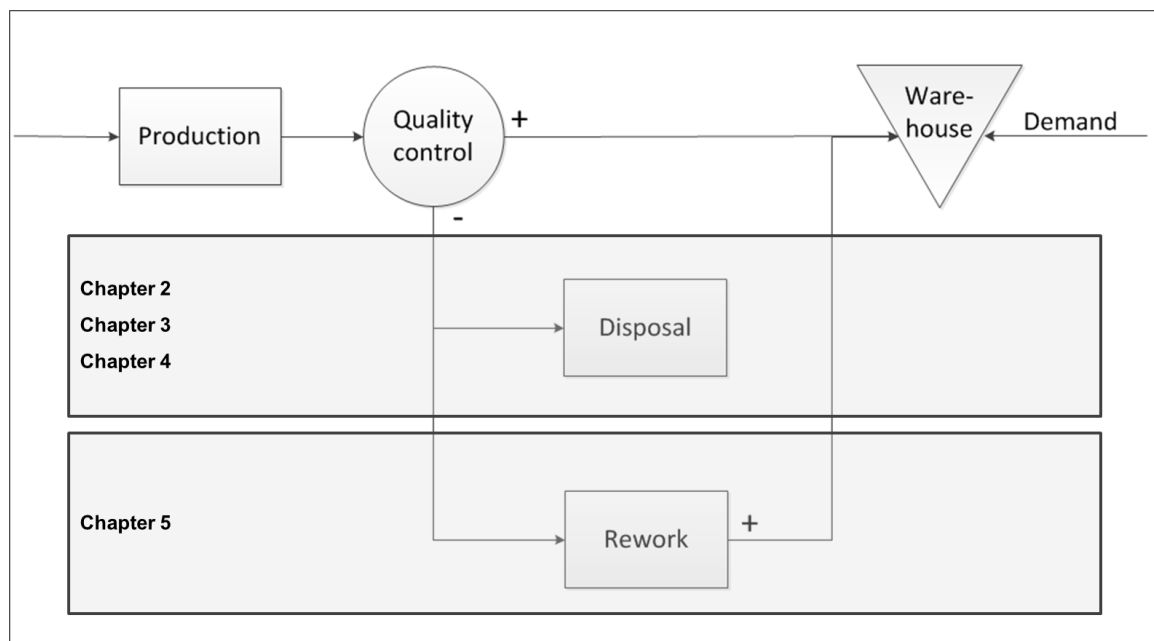 Production
Quality
control
+
Ware-
house
Demand
-
Chapter 2
Chapter 3
Chapter 4
Disposal
Chapter 5
Rework
+